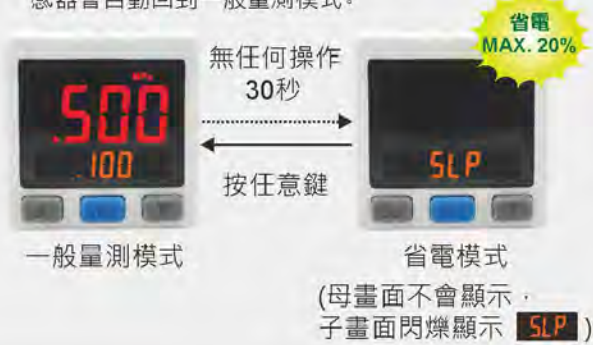 感器會自動回到一般量測模式。
省電
MAX. 20%
無任何操作
30秒
.500
.100
SLP
按任意鍵
一般量測模式
省電模式
(母畫面不會顯示，
子畫面閃爍顯示 SLP )